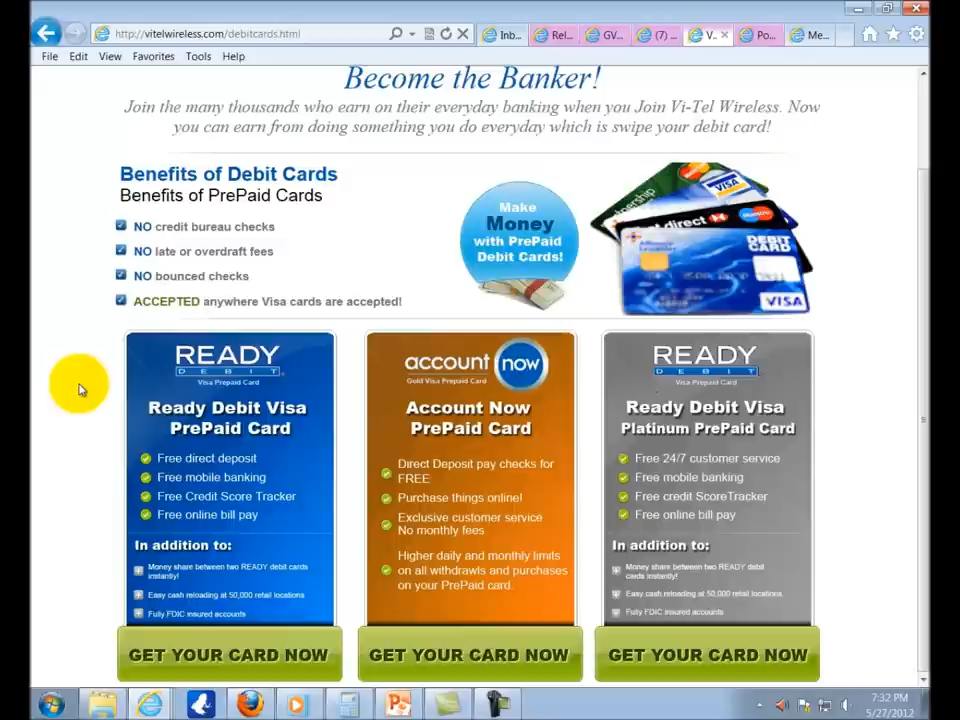 http://vitelwireless.com/debitcards.html
Inb...
Rel...
GV...
(7) ...
V...
Po...
Me...
File Edit View Favorites Tools Help
Become the Banker!
Join the many thousands who earn on their everyday banking when you Join Vi-Tel Wireless. Now
you can earn from doing something you do everyday which is swipe your debit card!
Benefits of Debit Cards
Benefits of PrePaid Cards
NO credit bureau checks
NO late or overdraft fees
NO bounced checks
ACCEPTED anywhere Visa cards are accepted!
Make
Money
with PrePaid
Debit Cards!
VISA
DEBIT
CARD
VISA
READY
DEBIT
Visa Prepaid Card
Ready Debit Visa
PrePaid Card
Free direct deposit
Free mobile banking
Free Credit Score Tracker
Free online bill pay
In addition to:
Money share between two READY debit cards
instantly!
Easy cash reloading at 50,000 retail locations
Fully FDIC insured accounts
GET YOUR CARD NOW
account now
Gold Visa Prepaid Card
Account Now
PrePaid Card
Direct Deposit pay checks for
FREE
Purchase things online!
Exclusive customer service
No monthly fees
Higher daily and monthly limits
on all withdrawls and purchases
on your PrePaid card.
GET YOUR CARD NOW
READY
DEBIT
Visa Prepaid Card
Ready Debit Visa
Platinum PrePaid Card
Free 24/7 customer service
Free mobile banking
Free credit ScoreTracker
Free online bill pay
In addition to:
Money share between two READY debit
cards instantly!
Easy cash reloading at 50,000 retail locations.
Fully FDIC insured accounts
GET YOUR CARD NOW
7:32 PM
5/27/2012